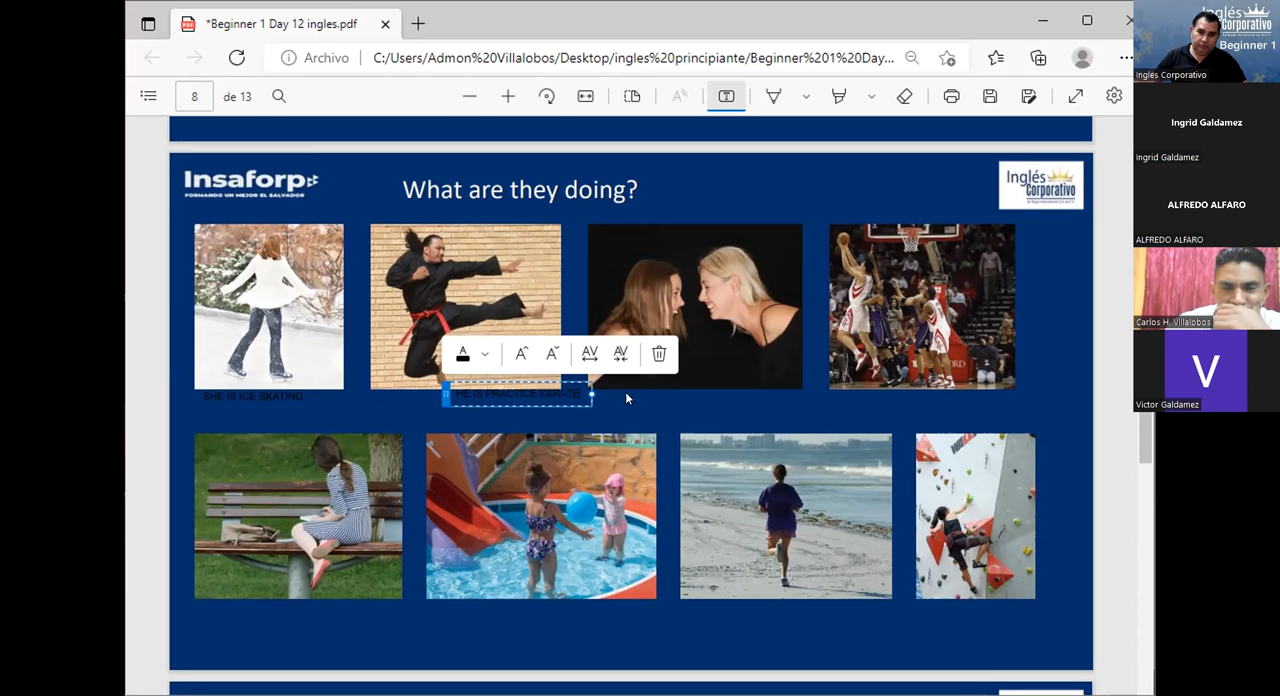 *Beginner 1 Day 12 ingles.pdf
Archivo
C:/Users/Admon%20Villalobos/Desktop/ingles%20principiante/Beginner%201%20Day...
8
de 13
Insaforp
FORMANDO UN MEJOR EL SALVADOR
What are they doing?
Inglés
Corporativo
SHE IS ICE SKATING
HE IS PRACTICE KARATE
Inglés
Corporativo
Beginner 1
Inglés Corporativo
Ingrid Galdamez
Ingrid Galdamez
ALFREDO ALFARO
ALFREDO ALFARO
Carlos H. Villalobos
V
Victor Galdamez